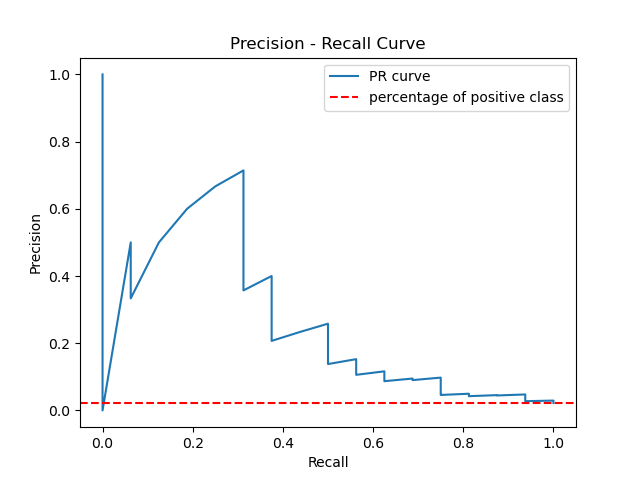 Precision - Recall Curve
PR curve
percentage of positive class
1.0
0.8
0.6
0.4
0.2
0.0
Precision
0.0 0.2 0.4 0.6 0.8 1.0
Recall